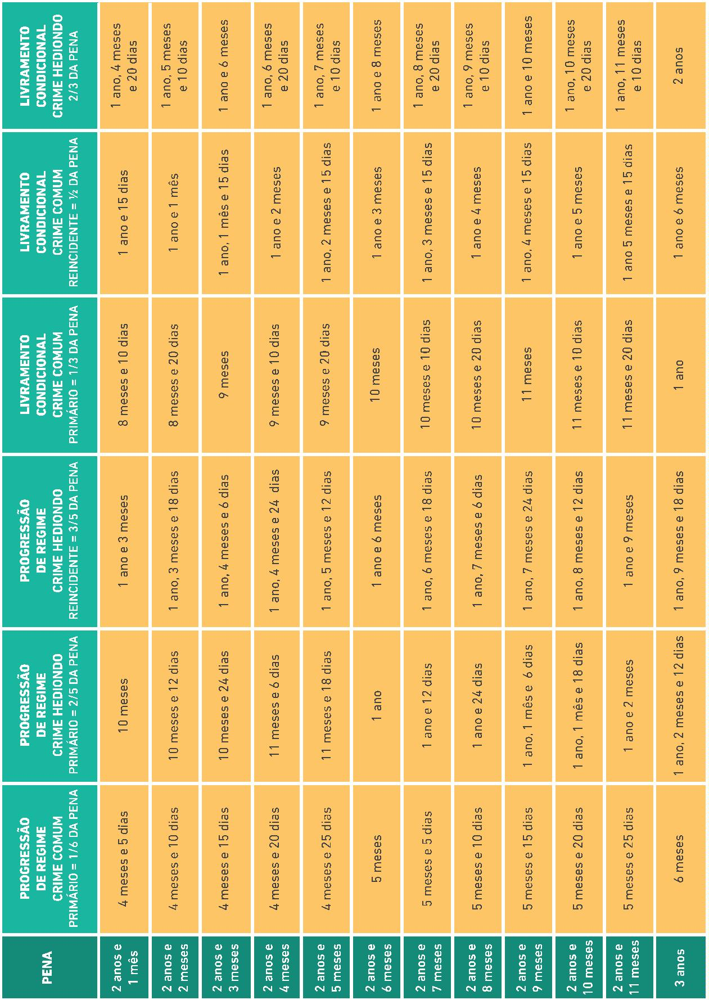 PENA
PROGRESSÃO
DE REGIME
CRIME COMUM
PRIMÁRIO = 1/6 DA PENA
PROGRESSÃO
DE REGIME
CRIME HEDIONDO
PRIMÁRIO = 2/5 DA PENA
PROGRESSÃO
DE REGIME
CRIME HEDIONDO
REINCIDENTE = 3/5 DA PENA
LIVRAMENTO
CONDICIONAL
CRIME COMUM
PRIMÁRIO = 1/3 DA PENA
LIVRAMENTO
CONDICIONAL
CRIME COMUM
REINCIDENTE = ½ DA PENA
LIVRAMENTO
CONDICIONAL
CRIME HEDIONDO
2/3 DA PENA
2 anos e
1 mês
4 meses e 5 dias
10 meses
1 ano e 3 meses
8 meses e 10 dias
1 ano e 15 dias
1 ano, 4 meses
e 20 dias
2 anos e
2 meses
4 meses e 10 dias
10 meses e 12 dias
1 ano, 3 meses e 18 dias
8 meses e 20 dias
1 ano e 1 mês
1 ano, 5 meses
e 10 dias
2 anos e
3 meses
4 meses e 15 dias
10 meses e 24 dias
1 ano, 4 meses e 6 dias
9 meses
1 ano, 1 mês e 15 dias
1 ano e 6 meses
2 anos e
4 meses
4 meses e 20 dias
11 meses e 6 dias
1 ano, 4 meses e 24 dias
9 meses e 10 dias
1 ano e 2 meses
1 ano, 6 meses
e 20 dias
2 anos e
5 meses
4 meses e 25 dias
11 meses e 18 dias
1 ano, 5 meses e 12 dias
9 meses e 20 dias
1 ano, 2 meses e 15 dias
1 ano, 7 meses
e 10 dias
2 anos e
6 meses
5 meses
1 ano
1 ano e 6 meses
10 meses
1 ano e 3 meses
1 ano e 8 meses
2 anos e
7 meses
5 meses e 5 dias
1 ano e 12 dias
1 ano, 6 meses e 18 dias
10 meses e 10 dias
1 ano, 3 meses e 15 dias
1 ano, 8 meses
e 20 dias
2 anos e
8 meses
5 meses e 10 dias
1 ano e 24 dias
1 ano, 7 meses e 6 dias
10 meses e 20 dias
1 ano e 4 meses
1 ano, 9 meses
e 10 dias
2 anos e
9 meses
5 meses e 15 dias
1 ano, 1 mês e 6 dias
1 ano, 7 meses e 24 dias
11 meses
1 ano, 4 meses e 15 dias
1 ano e 10 meses
2 anos e
10 meses
5 meses e 20 dias
1 ano, 1 mês e 18 dias
1 ano, 8 meses e 12 dias
11 meses e 10 dias
1 ano e 5 meses
1 ano, 10 meses
e 20 dias
2 anos e
11 meses
5 meses e 25 dias
1 ano e 2 meses
1 ano e 9 meses
11 meses e 20 dias
1 ano 5 meses e 15 dias
1 ano, 11 meses
e 10 dias
3 anos
6 meses
1 ano, 2 meses e 12 dias
1 ano, 9 meses e 18 dias
1 ano
1 ano e 6 meses
2 anos